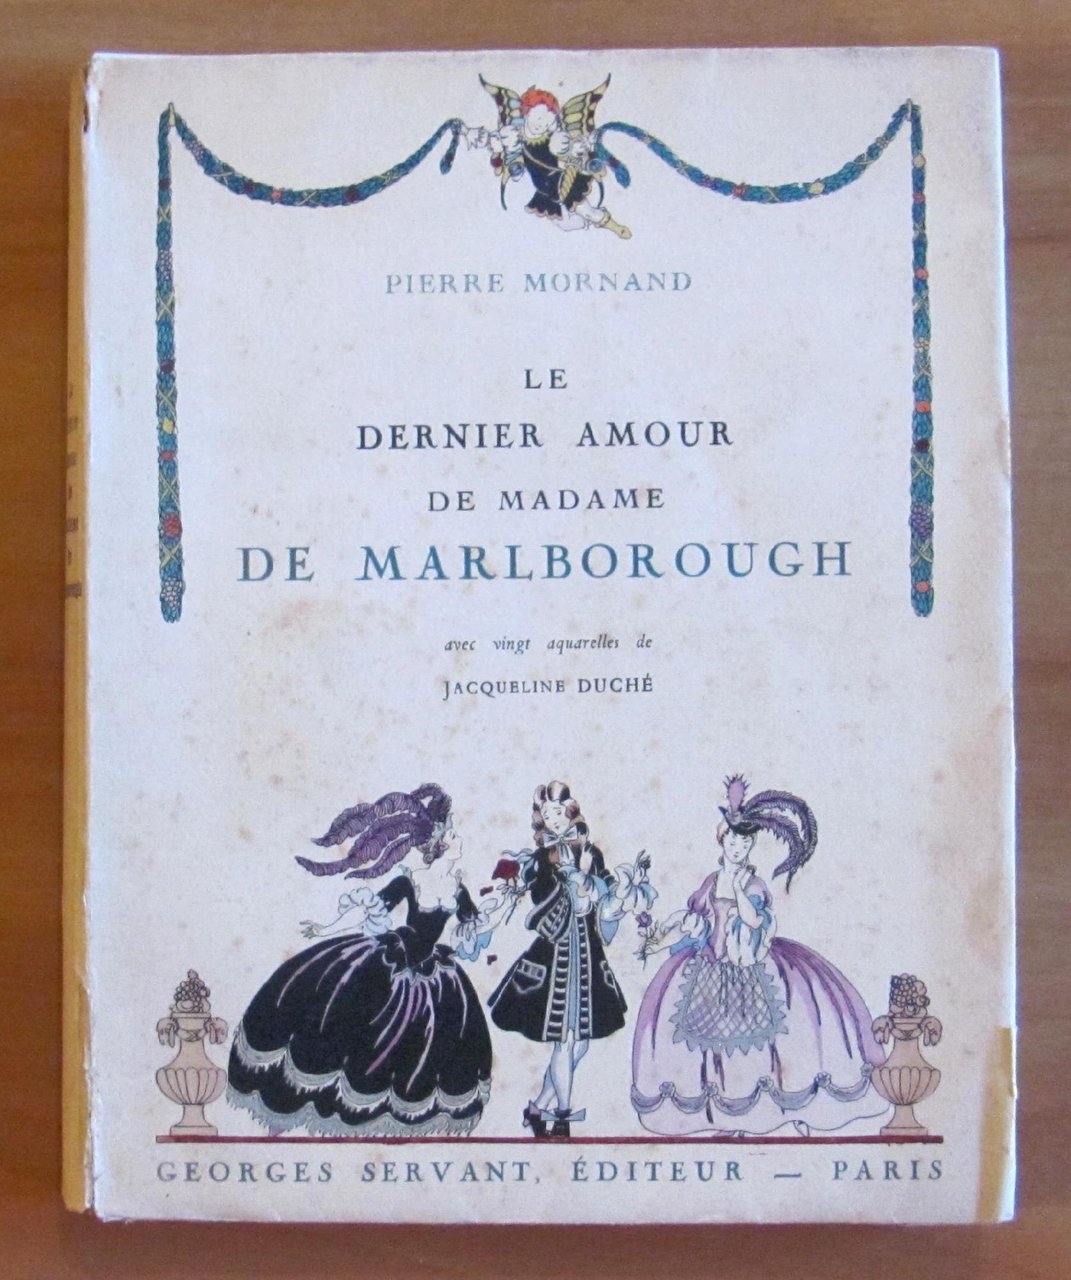 PIERRE MORNAND
LE
DERNIER AMOUR
DE MADAME
DE MARLBOROUGH
avec vingt aquarelles de
JACQUELINE DUCHÉ
GEORGES SERVANT, ÉDITEUR — PARIS